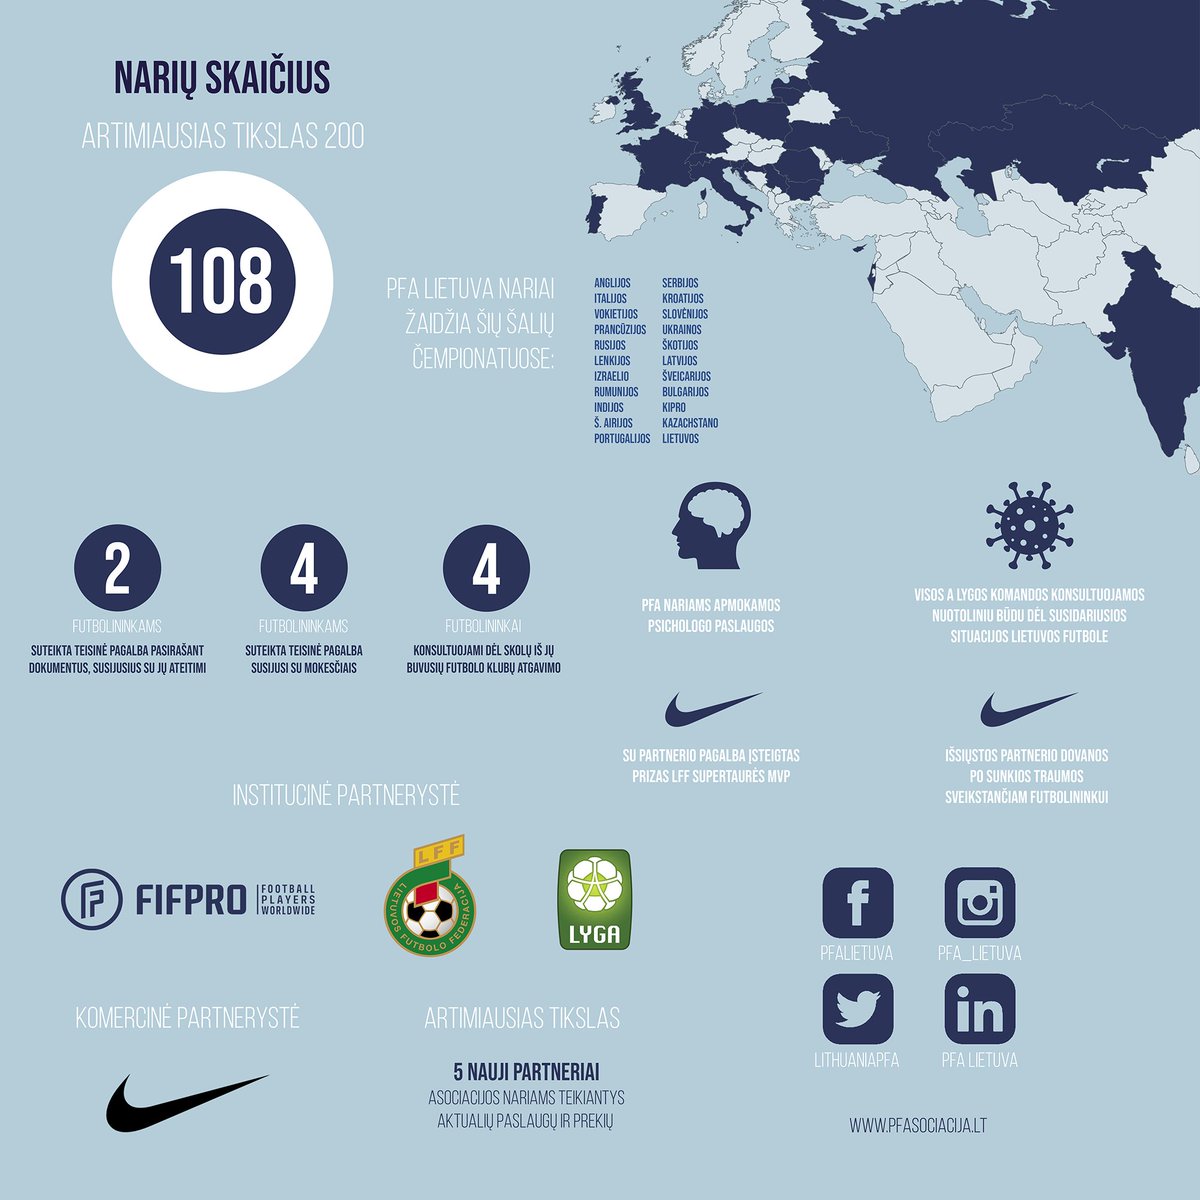 NARIŲ SKAIČIUS
ARTIMIAUSIAS TIKSLAS 200
108
PFA LIETUVA NARIAI
ŽAIDŽIA ŠIŲ ŠALIŲ
ČEMPIONATUOSE:
ANGLIJOS
ITALIJOS
VOKIETIJOS
PRANCŪZIJOS
RUSIJOS
LENKIJOS
IZRAELIO
RUMUNIJOS
INDIJOS
Š. AIRIJOS
PORTUGALIJOS
SERBIJOS
KROATIJOS
SLOVĖNIJOS
UKRAINOS
ŠKOTIJOS
LATVIJOS
ŠVEICARIJOS
BULGARIJOS
KIPRO
KAZACHSTANO
LIETUVOS
2
FUTBOLININKAMS
SUTEIKTA TEISINĖ PAGALBA PASIRAŠANT
DOKUMENTUS, SUSIJUSIUS SU JŲ ATEITIMI
4
FUTBOLININKAMS
SUTEIKTA TEISINĖ PAGALBA
SUSIJUSI SU MOKESČIAIS
4
FUTBOLININKAI
KONSULTUOJAMI DĖL SKOLŲ IŠ JŲ
BUVUSIŲ FUTBOLO KLUBŲ ATGAVIMO
PFA NARIAMS APMOKAMOS
PSICHOLOGO PASLAUGOS
VISOS A LYGOS KOMANDOS KONSULTUOJAMOS
NUOTOLINIU BŪDU DĖL SUSIDARIUSIOS
SITUACIJOS LIETUVOS FUTBOLE
SU PARTNERIO PAGALBA ĮSTEIGTAS
PRIZAS LFF SUPERTAURĖS MVP
IŠSIŲSTOS PARTNERIO DOVANOS
PO SUNKIOS TRAUMOS
SVEIKSTANČIAM FUTBOLININKUI
INSTITUCINĖ PARTNERYSTĖ
FIFPRO
FOOTBALL
PLAYERS
WORLDWIDE
LFF
LIETUVOS FUTBOLO FEDERACIJA
A
LYGA
KOMERCINĖ PARTNERYSTĖ
ARTIMIAUSIAS TIKSLAS
5 NAUJI PARTNERIAI
ASOCIACIJOS NARIAMS TEIKIANTYS
AKTUALIŲ PASLAUGŲ IR PREKIŲ
PFALIETUVA
PFA_LIETUVA
LITHUANIAPFA
PFA LIETUVA
WWW.PFASOCIACIJA.LT